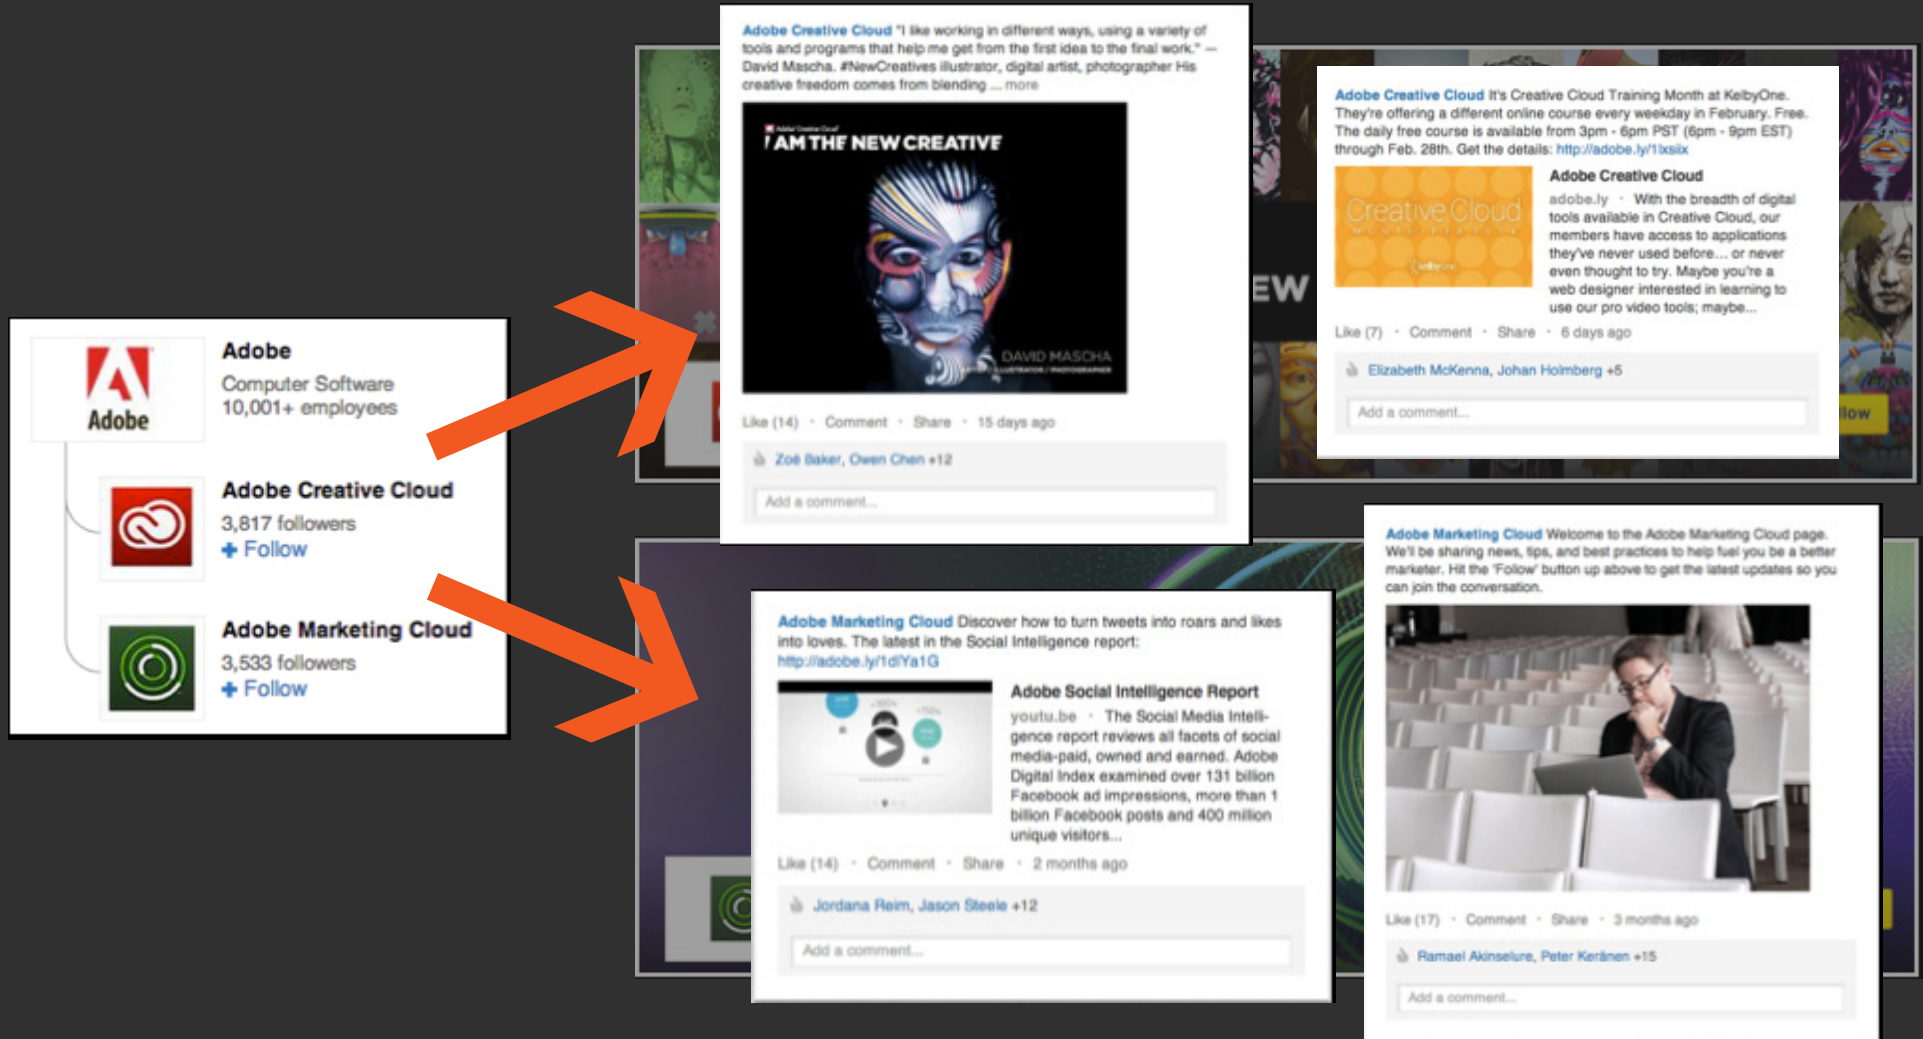 Adobe
Adobe
Computer Software
10,001+ employees
Adobe Creative Cloud
3,817 followers
+ Follow
Adobe Marketing Cloud
3,533 followers
+ Follow
Adobe Creative Cloud "I like working in different ways, using a variety of
tools and programs that help me get from the first idea to the final work." —
David Mascha. #NewCreatives illustrator, digital artist, photographer His
creative freedom comes from blending ... more
Adobe Creative Cloud
I AM THE NEW CREATIVE
DAVID MASCHA
ARTIST / ILLUSTRATOR / PHOTOGRAPHER
Like (14) · Comment · Share · 15 days ago
Zoë Baker, Owen Chen +12
Add a comment...
EW
Adobe Creative Cloud It's Creative Cloud Training Month at KelbyOne.
They're offering a different online course every weekday in February. Free.
The daily free course is available from 3pm - 6pm PST (6pm - 9pm EST)
through Feb. 28th. Get the details: http://adobe.ly/1lxsiix
Creative Cloud
kelbyone
Adobe Creative Cloud
adobe.ly · With the breadth of digital
tools available in Creative Cloud, our
members have access to applications
they've never used before... or never
even thought to try. Maybe you're a
web designer interested in learning to
use our pro video tools; maybe...
Like (7) · Comment · Share · 6 days ago
Elizabeth McKenna, Johan Holmberg +5
Add a comment...
llow
Adobe Marketing Cloud Discover how to turn tweets into roars and likes
into loves. The latest in the Social Intelligence report:
http://adobe.ly/1dlYa1G
Adobe Social Intelligence Report
youtu.be · The Social Media Intelli-
gence report reviews all facets of social
media-paid, owned and earned. Adobe
Digital Index examined over 131 billion
Facebook ad impressions, more than 1
billion Facebook posts and 400 million
unique visitors...
Like (14) · Comment · Share · 2 months ago
Jordana Reim, Jason Steele +12
Add a comment...
Adobe Marketing Cloud Welcome to the Adobe Marketing Cloud page.
We'll be sharing news, tips, and best practices to help fuel you be a better
marketer. Hit the 'Follow' button up above to get the latest updates so you
can join the conversation.
Like (17) · Comment · Share · 3 months ago
Ramael Akinselure, Peter Keränen +15
Add a comment...